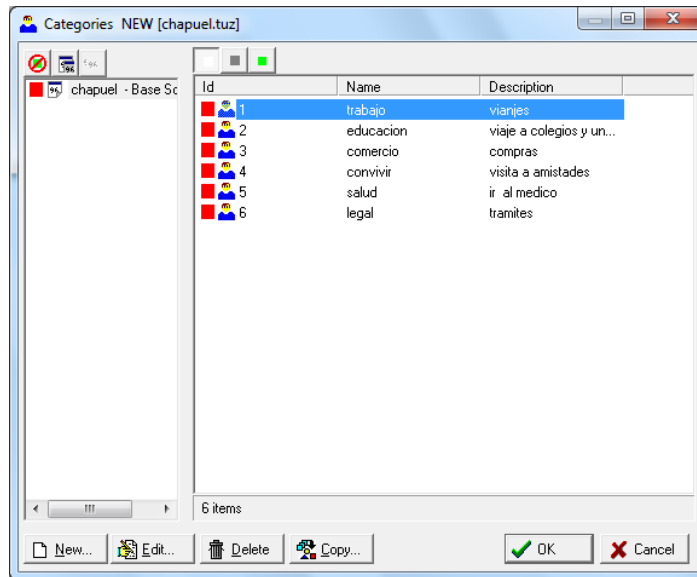 Categories NEW [chapuel.tuz]
chapuel - Base Sc
Id Name Description
1 trabajo vianjes
2 educacion viaje a colegios y un...
3 comercio compras
4 convivir visita a amistades
5 salud ir al medico
6 legal tramites
6 items
New... Edit... Delete Copy... OK Cancel